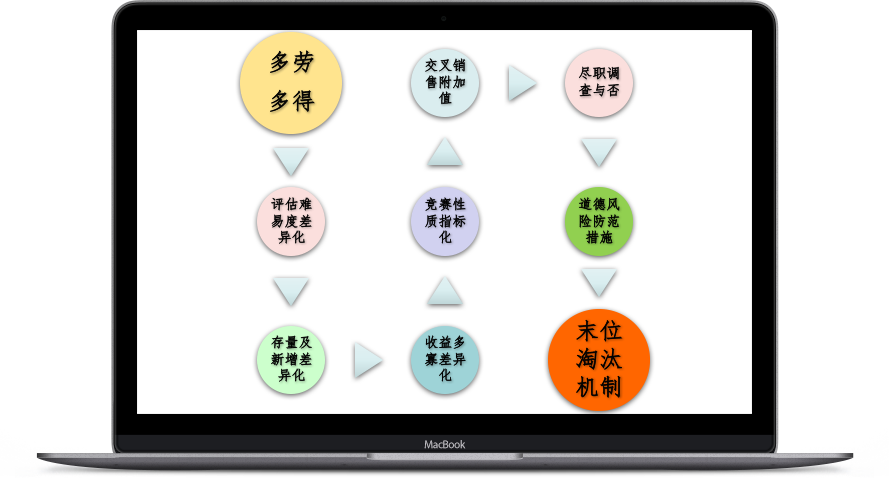 多劳
多得
评估难
易度差
异化
存量及
新增差
异化
收益多
寡差异
化
竞赛性
质指标
化
交叉销
售附加
值
尽职调
查与否
道德风
险防范
措施
末位
淘汰
机制
MacBook